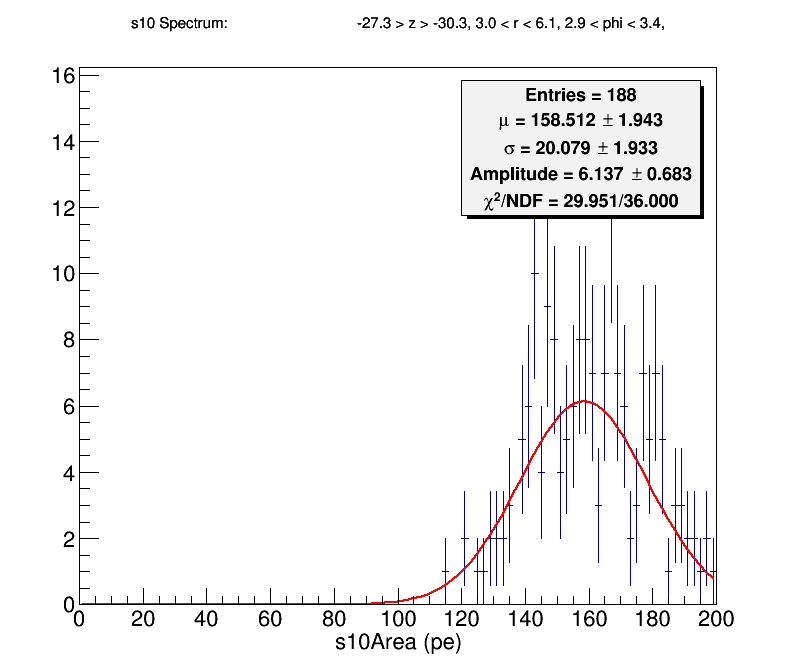 s10 Spectrum: -27.3 > z > -30.3, 3.0 < r < 6.1, 2.9 < phi < 3.4,
Entries = 188
μ = 158.512 ± 1.943
σ = 20.079 ± 1.933
Amplitude = 6.137 ± 0.683
χ²/NDF = 29.951/36.000
16
14
12
10
8
6
4
2
0
0 20 40 60 80 100 120 140 160 180 200
s10Area (pe)